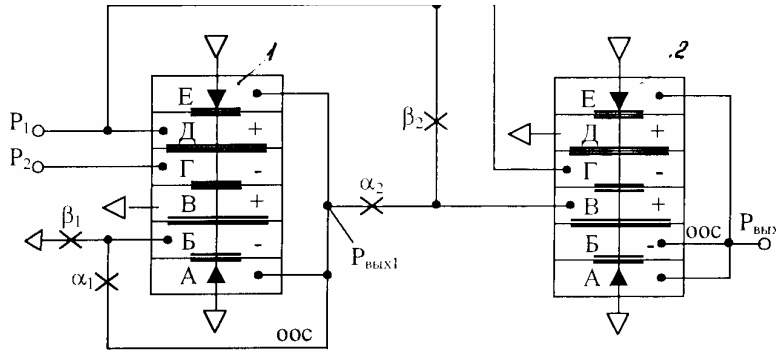 1
.2
Е
Е
P₁
Д +
β₂
Д +
P₂
Г -
Г -
β₁
В +
α₂
В +
Б -
Pвых1
Б -
оос
Pвых
α₁
А
А
оос